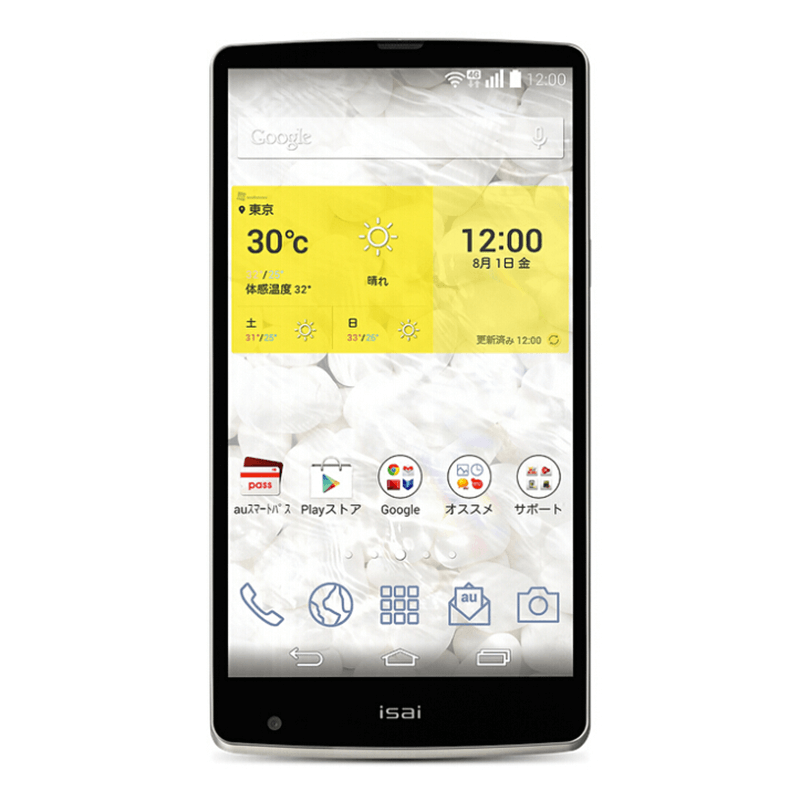 4G 12:00
Google
東京
30°c
晴れ
12:00
8月1日 金
体感温度 32°
土
31°/26°
日
33°/26°
更新済み 12:00
pass
auスマートパス
Playストア
Google
オススメ
サポート
au
isai